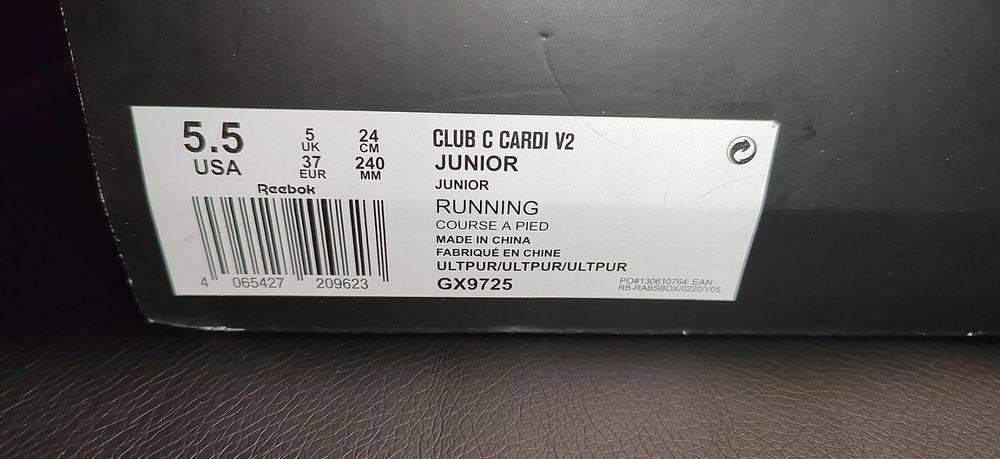 5.5
USA
5
UK
37
EUR
24
CM
240
MM
Reebok
4 065427 209623
CLUB C CARDI V2
JUNIOR
JUNIOR
RUNNING
COURSE A PIED
MADE IN CHINA
FABRIQUÉ EN CHINE
ULTPUR/ULTPUR/ULTPUR
GX9725
PO#130610764 EAN
RB-RABSBOX/0220/V05